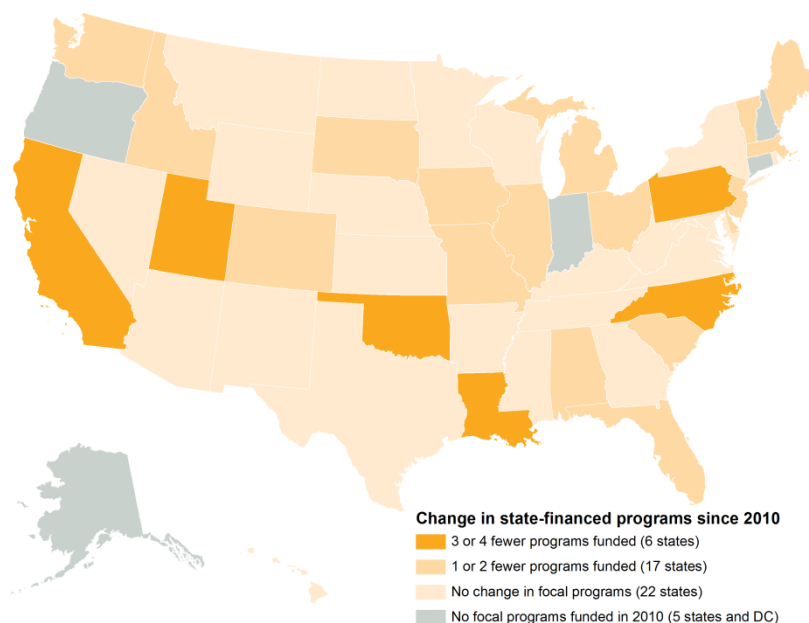 Change in state-financed programs since 2010
3 or 4 fewer programs funded (6 states)
1 or 2 fewer programs funded (17 states)
No change in focal programs (22 states)
No focal programs funded in 2010 (5 states and DC)